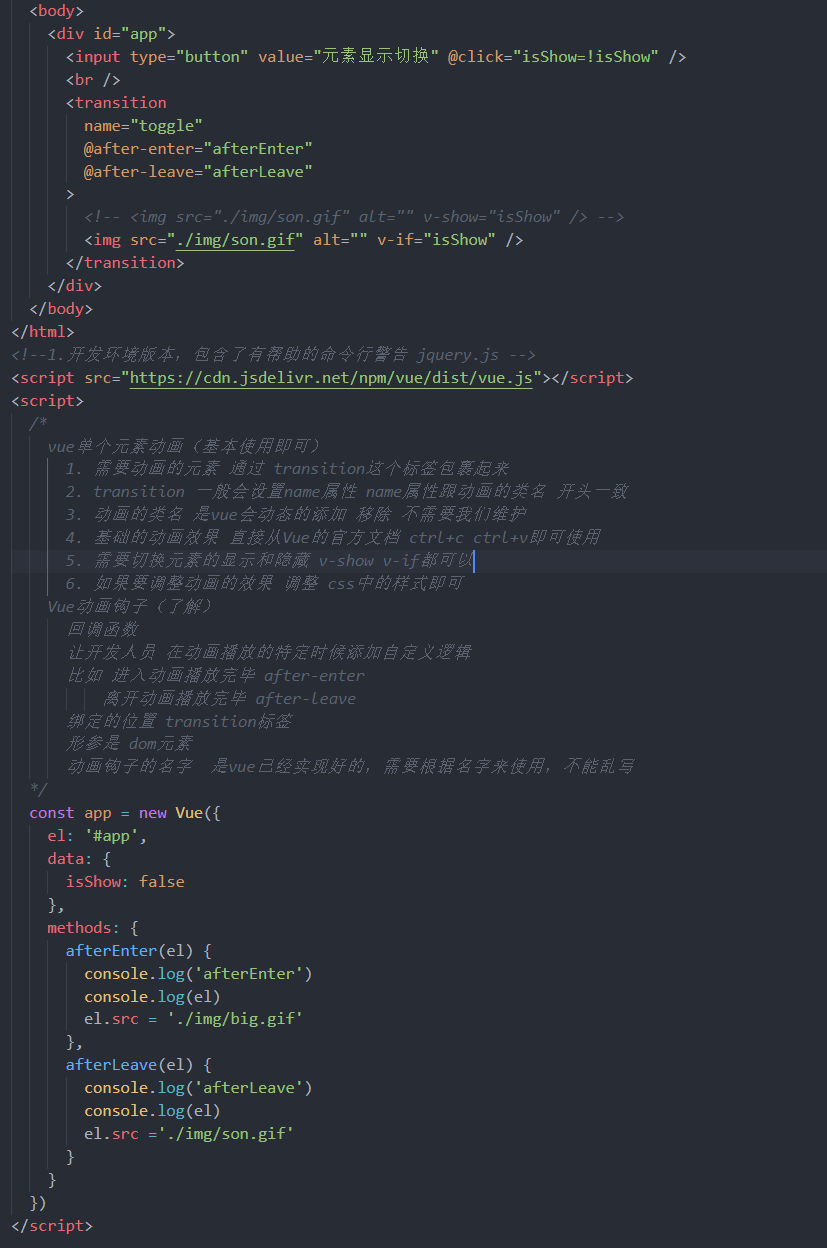 <body>
<div id="app">
<input type="button" value="元素显示切换" @click="isShow=!isShow" />
<br />
<transition
name="toggle"
@after-enter="afterEnter"
@after-leave="afterLeave"
>
<!-- <img src="./img/son.gif" alt="" v-show="isShow" /> -->
<img src="./img/son.gif" alt="" v-if="isShow" />
</transition>
</div>
</body>
</html>
<!--1.开发环境版本，包含了有帮助的命令行警告 jquery.js -->
<script src="https://cdn.jsdelivr.net/npm/vue/dist/vue.js"></script>
<script>
/*
vue单个元素动画（基本使用即可）
1. 需要动画的元素 通过 transition这个标签包裹起来
2. transition 一般会设置name属性 name属性跟动画的类名 开头一致
3. 动画的类名 是vue会动态的添加 移除 不需要我们维护
4. 基础的动画效果 直接从Vue的官方文档 ctrl+c ctrl+v即可使用
5. 需要切换元素的显示和隐藏 v-show v-if都可以
6. 如果要调整动画的效果 调整 css中的样式即可
Vue动画钩子（了解）
回调函数
让开发人员 在动画播放的特定时候添加自定义逻辑
比如 进入动画播放完毕 after-enter
离开动画播放完毕 after-leave
绑定的位置 transition标签
形参是 dom元素
动画钩子的名字  是vue已经实现好的，需要根据名字来使用，不能乱写
*/
const app = new Vue({
el: '#app',
data: {
isShow: false
},
methods: {
afterEnter(el) {
console.log('afterEnter')
console.log(el)
el.src = './img/big.gif'
},
afterLeave(el) {
console.log('afterLeave')
console.log(el)
el.src ='./img/son.gif'
}
}
})
</script>